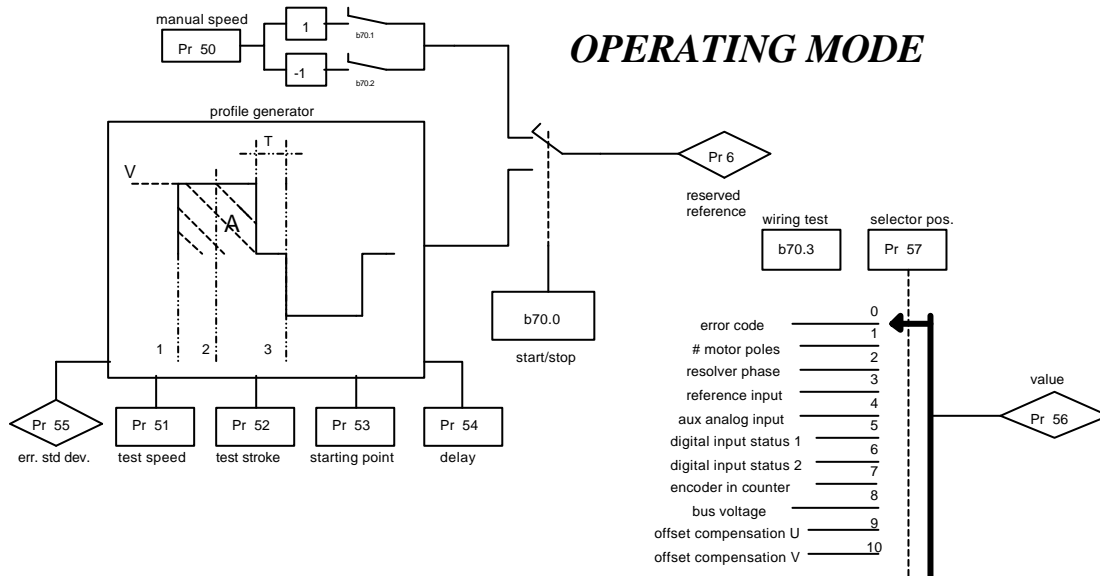 OPERATING MODE
manual speed
Pr 50
1
b70.1
-1
b70.2
profile generator
T
V
A
1 2 3
Pr 6
reserved
reference
b70.0
start/stop
Pr 55
err. std dev.
Pr 51
test speed
Pr 52
test stroke
Pr 53
starting point
Pr 54
delay
wiring test
b70.3
selector pos.
Pr 57
0
error code
1
# motor poles
2
resolver phase
3
reference input
4
aux analog input
5
digital input status 1
6
digital input status 2
7
encoder in counter
8
bus voltage
9
offset compensation U
10
offset compensation V
value
Pr 56